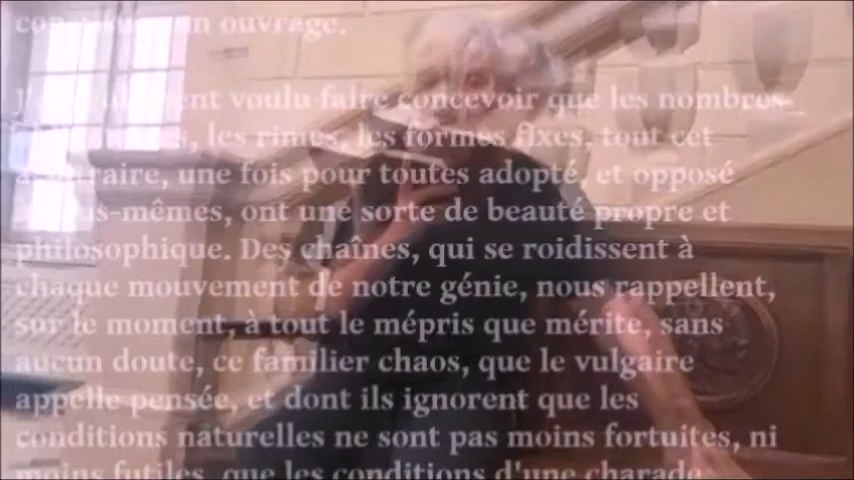 ouvrage.
voulu faire concevoir que les nombres-
les rimes, les formes fixes, tout cet
une fois pour toutes adopté, et opposé
mêmes, ont une sorte de beauté propre et
philosophique. Des chaînes, qui se roidissent à
chaque mouvement de notre génie, nous rappellent,
sur le moment, à tout le mépris que mérite, sans
aucun doute, ce familier chaos, que le vulgaire
appelle pensée, et dont ils ignorent que les
conditions naturelles ne sont pas moins fortuites, ni
moins futiles, que les conditions d'une charade.